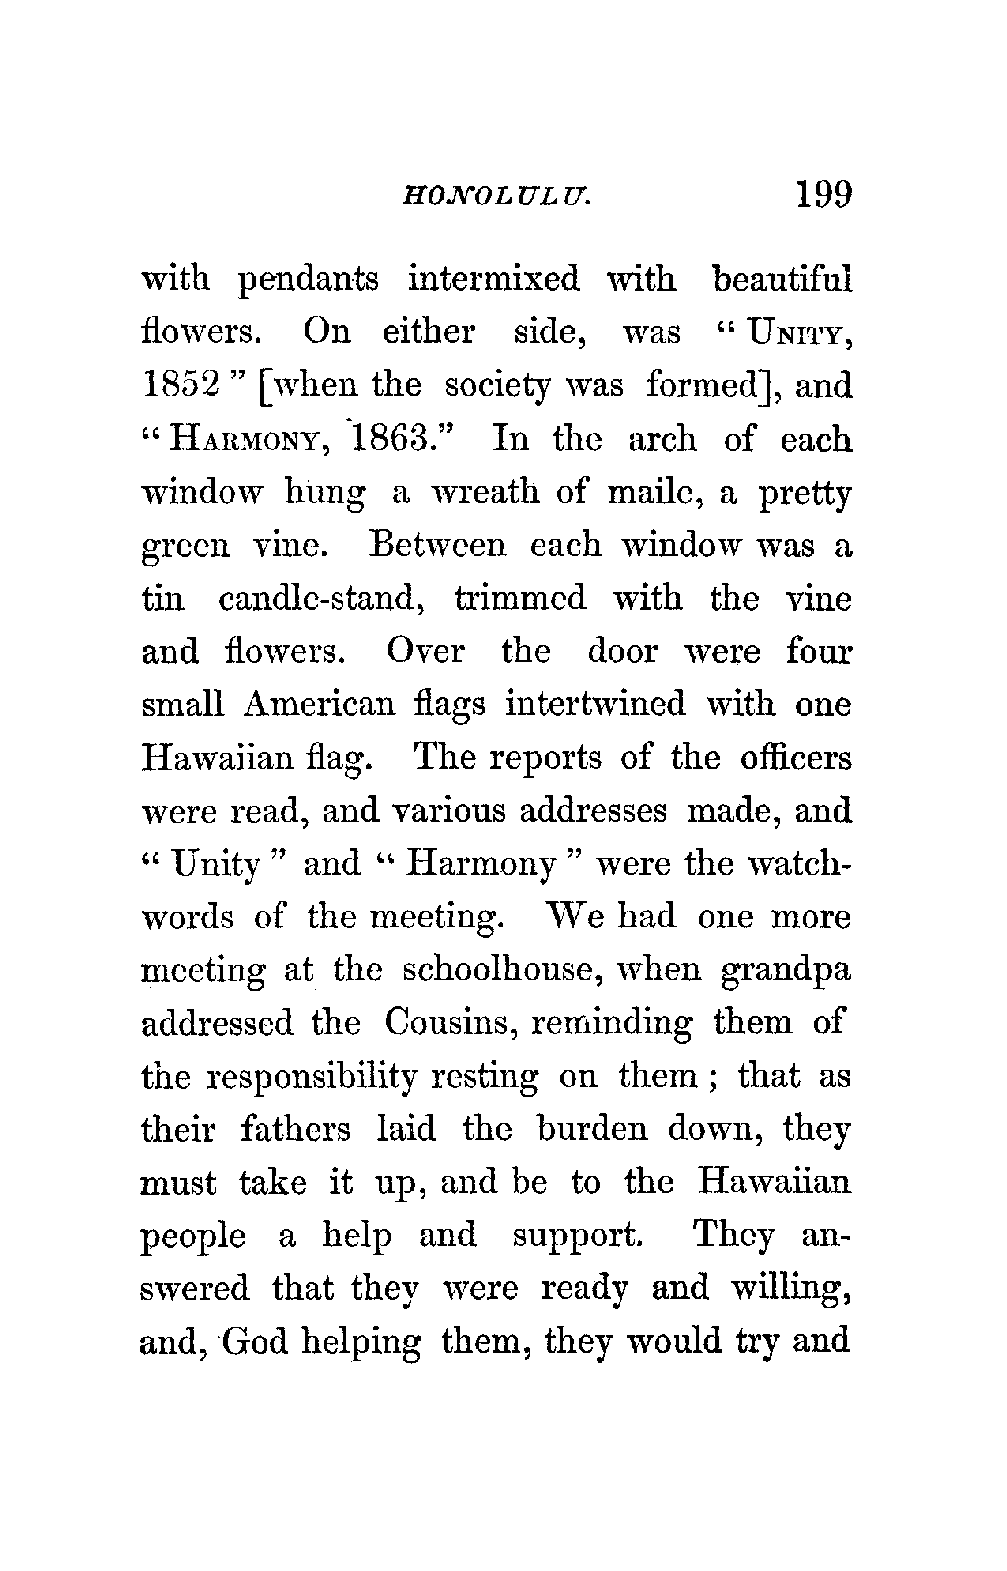 HONOLULU. 199
with pendants intermixed with beautiful
flowers. On either side, was “ UNITY,
1852 ” [when the society was formed], and
“ HARMONY, 1863.” In the arch of each
window hung a wreath of maile, a pretty
green vine. Between each window was a
tin candle-stand, trimmed with the vine
and flowers. Over the door were four
small American flags intertwined with one
Hawaiian flag. The reports of the officers
were read, and various addresses made, and
“ Unity ” and “ Harmony ” were the watch-
words of the meeting. We had one more
meeting at the schoolhouse, when grandpa
addressed the Cousins, reminding them of
the responsibility resting on them ; that as
their fathers laid the burden down, they
must take it up, and be to the Hawaiian
people a help and support. They an-
swered that they were ready and willing,
and, God helping them, they would try and